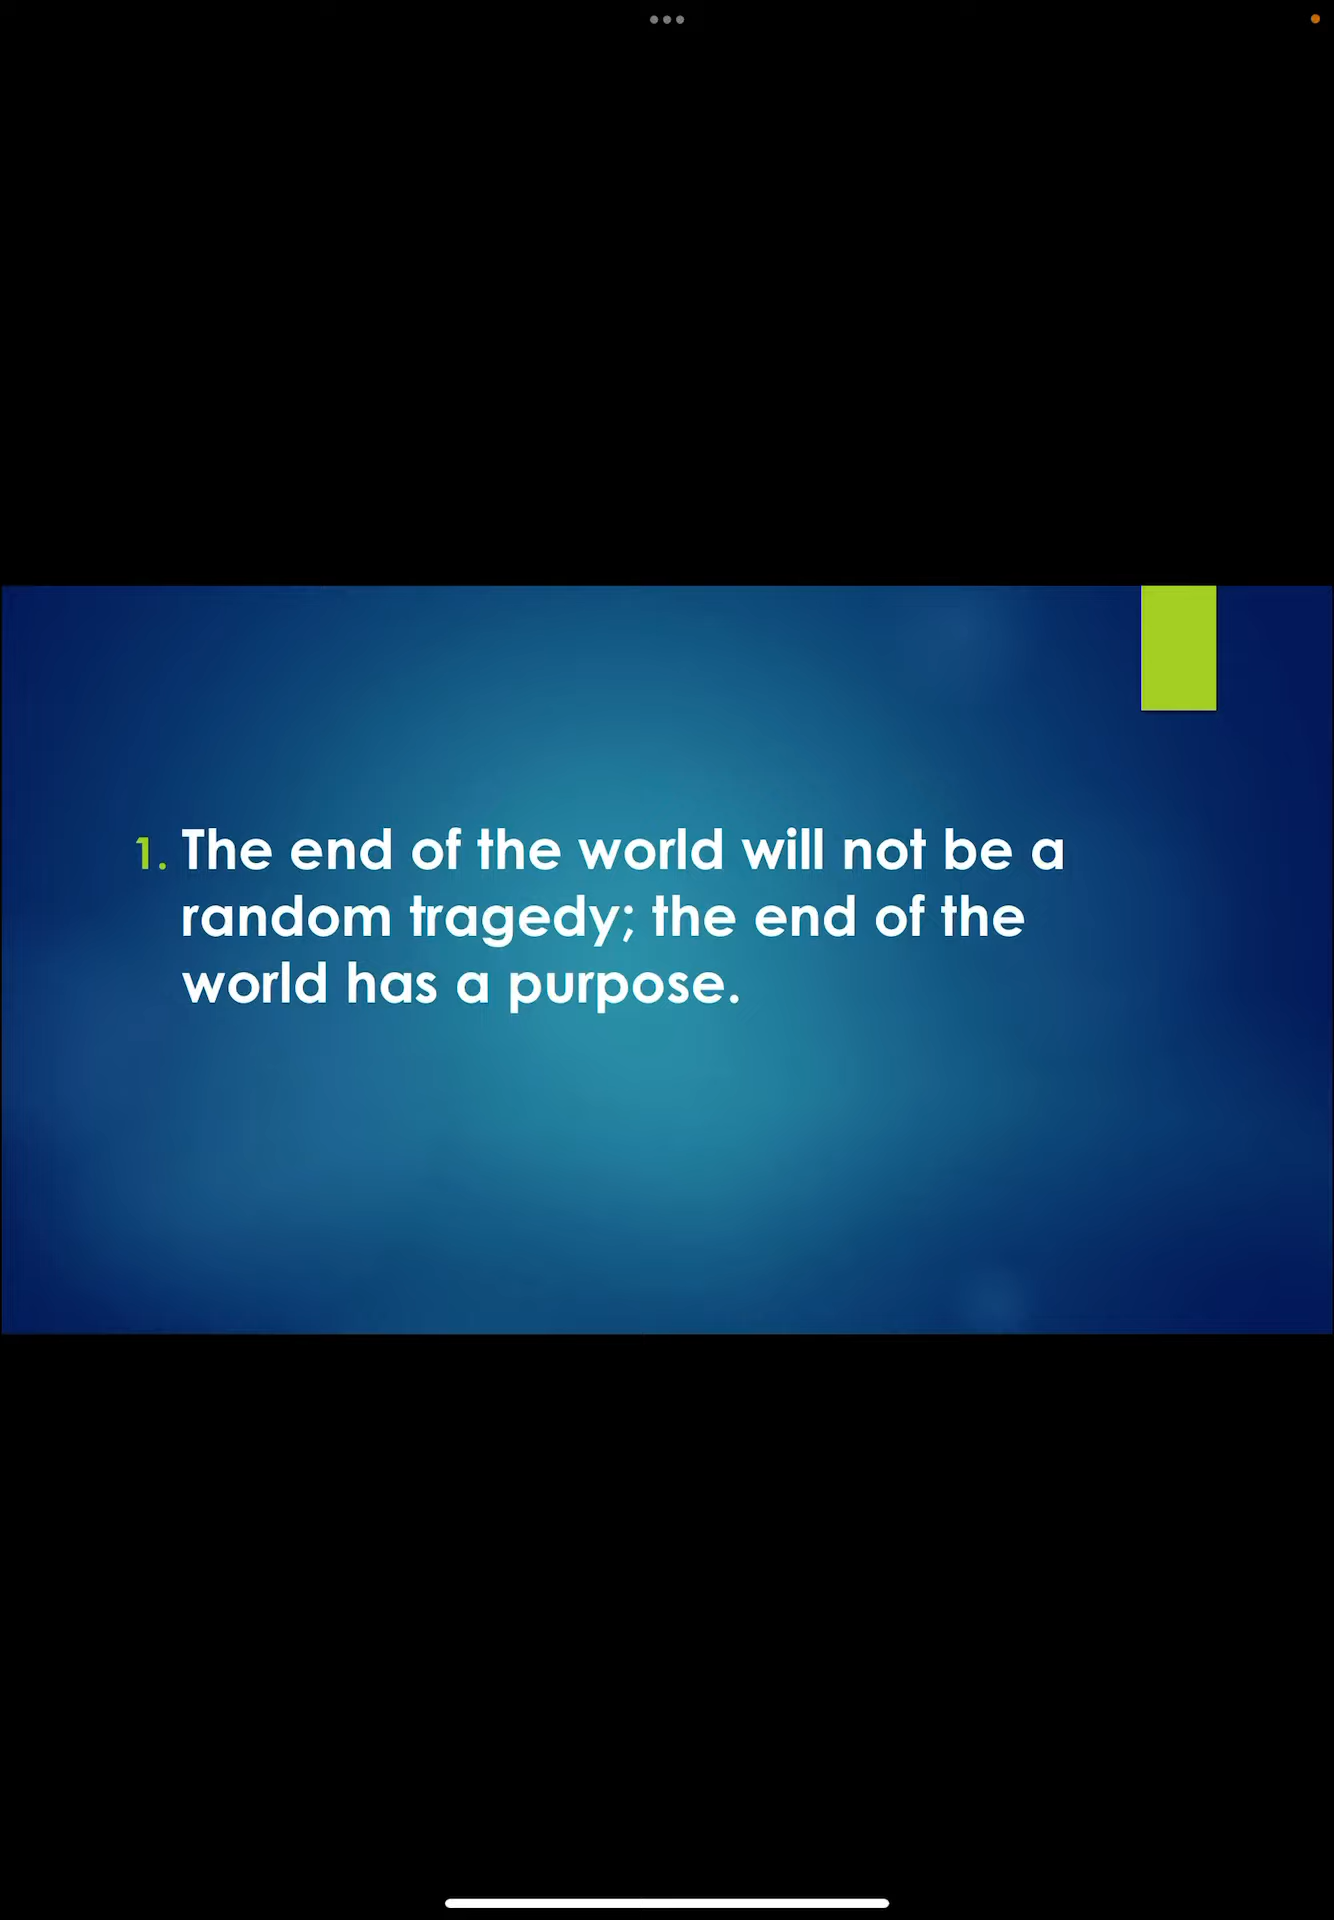 1. The end of the world will not be a
random tragedy; the end of the
world has a purpose.